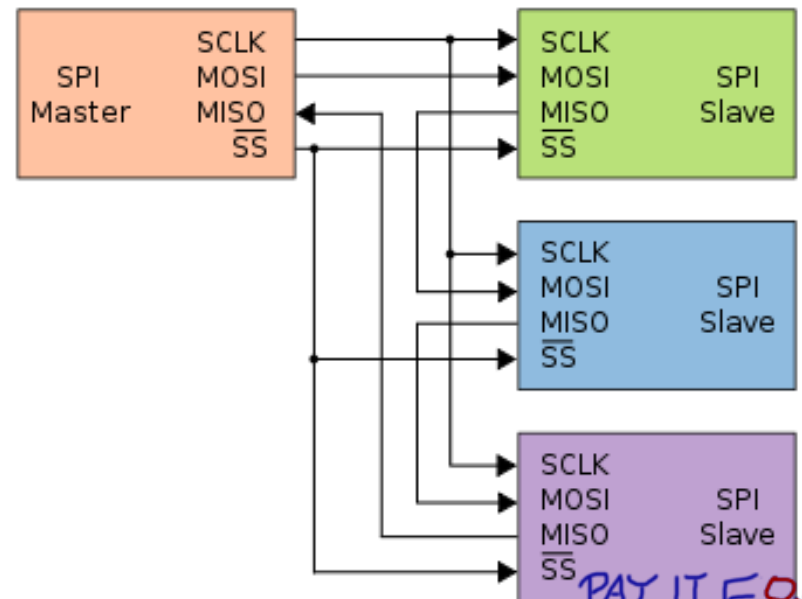 SCLK
SPI MOSI
Master MISO
SS
SCLK
MOSI SPI
MISO Slave
SS
SCLK
MOSI SPI
MISO Slave
SS
SCLK
MOSI SPI
MISO Slave
SS
PAY IT